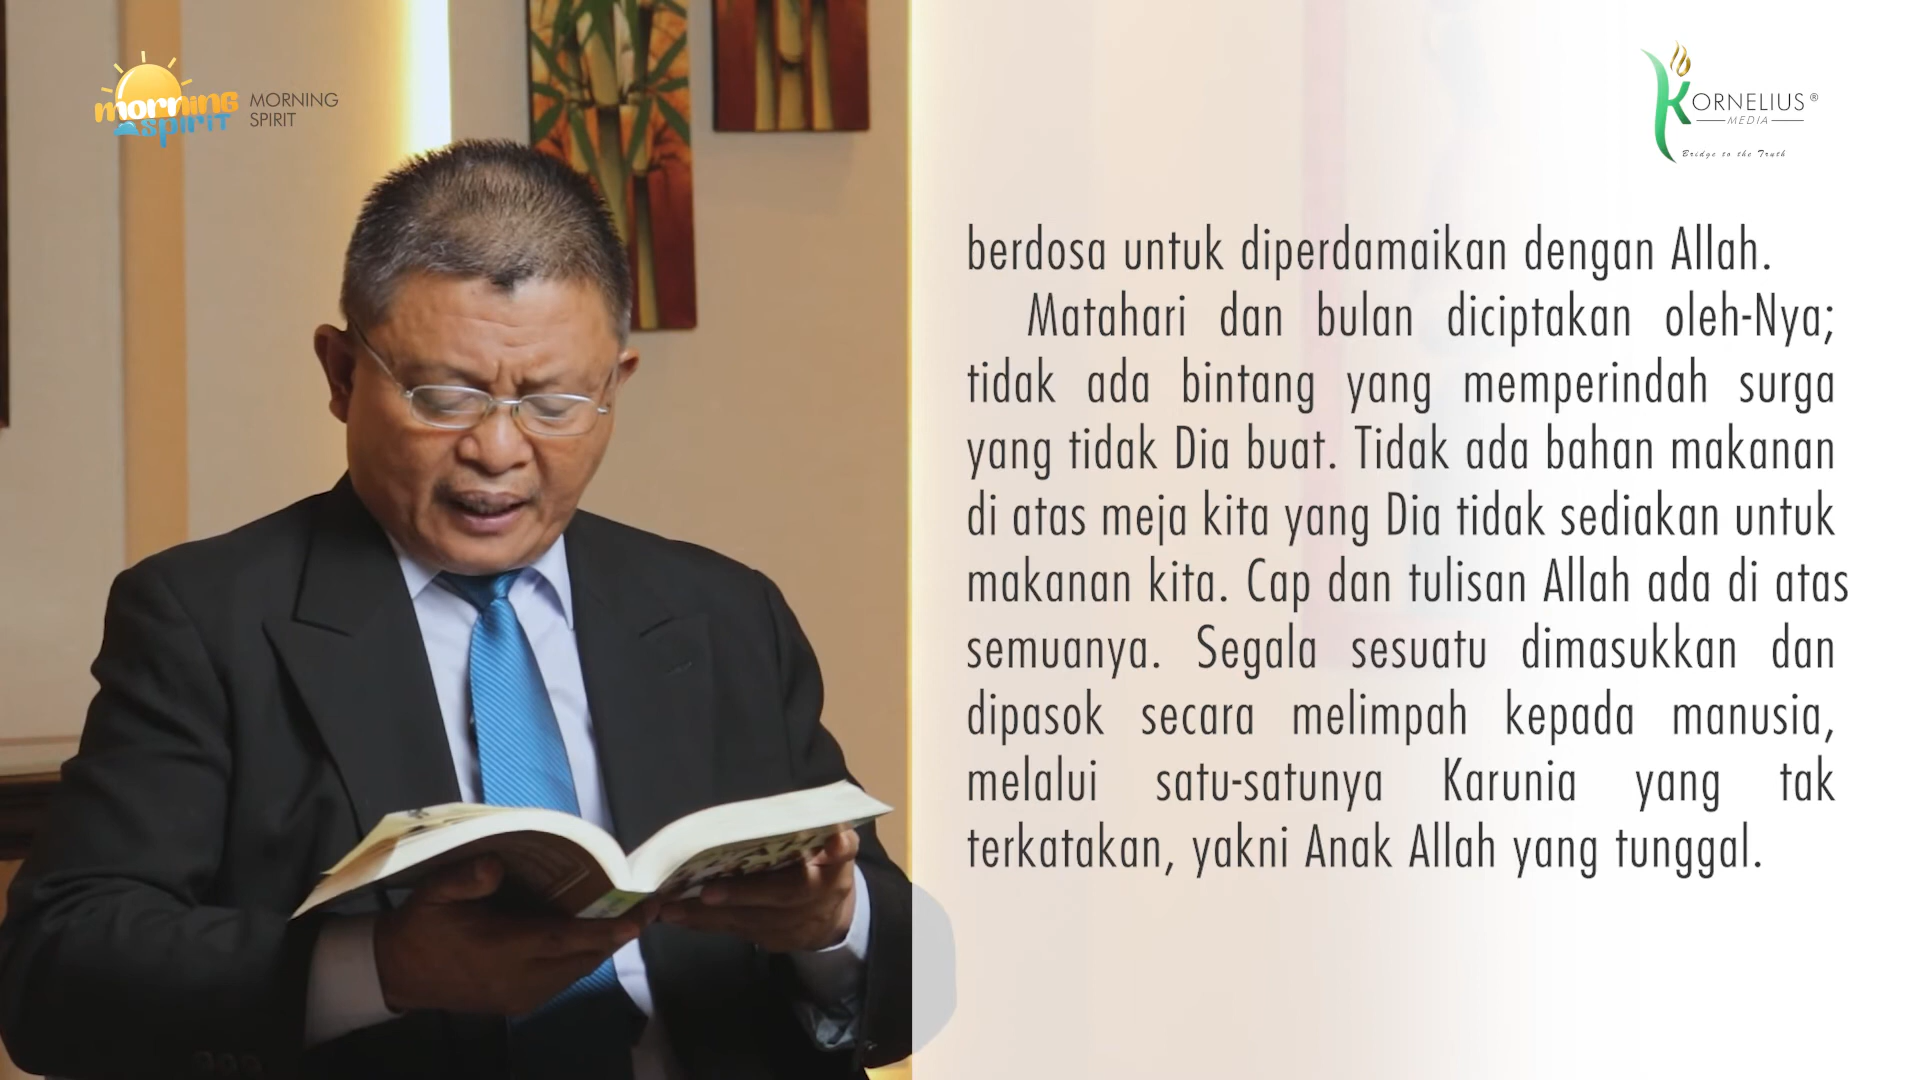 morning
spirit
MORNING
SPIRIT
KORNELIUS®
MEDIA
Bridge to the Truth
berdosa untuk diperdamaikan dengan Allah.
Matahari dan bulan diciptakan oleh-Nya;
tidak ada bintang yang memperindah surga
yang tidak Dia buat. Tidak ada bahan makanan
di atas meja kita yang Dia tidak sediakan untuk
makanan kita. Cap dan tulisan Allah ada di atas
semuanya. Segala sesuatu dimasukkan dan
dipasok secara melimpah kepada manusia,
melalui satu-satunya Karunia yang tak
terkatakan, yakni Anak Allah yang tunggal.